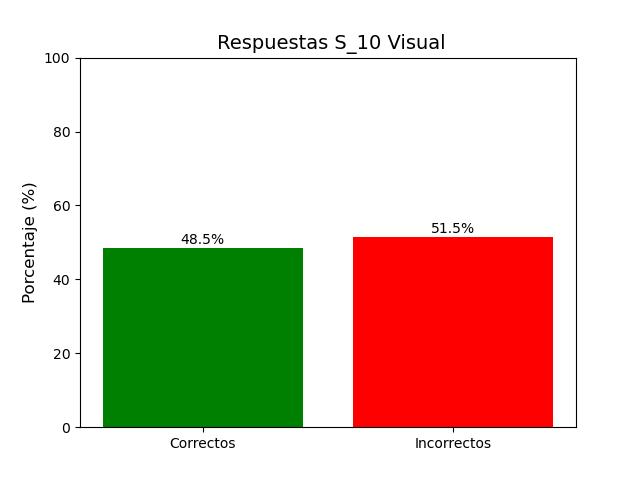 Respuestas S_10 Visual
Porcentaje (%)
100
80
60
40
20
0
48.5%
51.5%
Correctos
Incorrectos